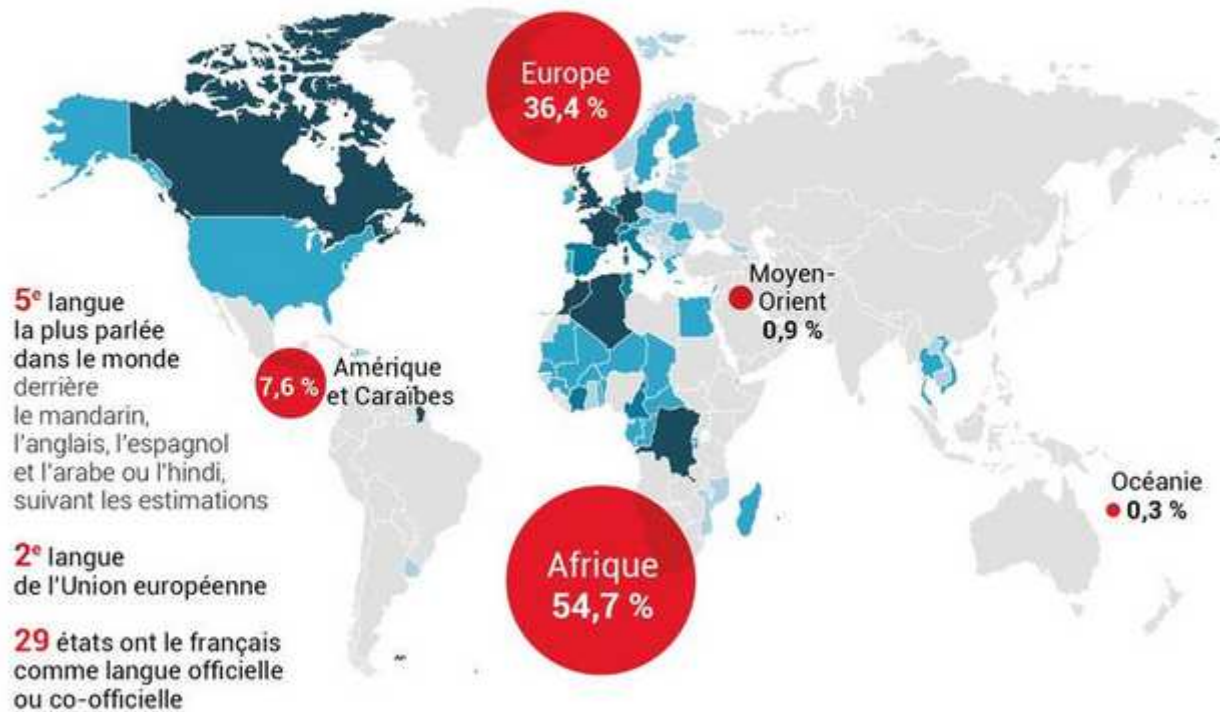 Europe
36,4 %
Moyen-
Orient
0,9 %
5e langue
la plus parlée
dans le monde
derrière
le mandarin,
l'anglais, l'espagnol
et l'arabe ou l'hindi,
suivant les estimations
7,6 %
Amérique
et Caraïbes
Océanie
0,3 %
Afrique
54,7 %
2e langue
de l'Union européenne
29 états ont le français
comme langue officielle
ou co-officielle